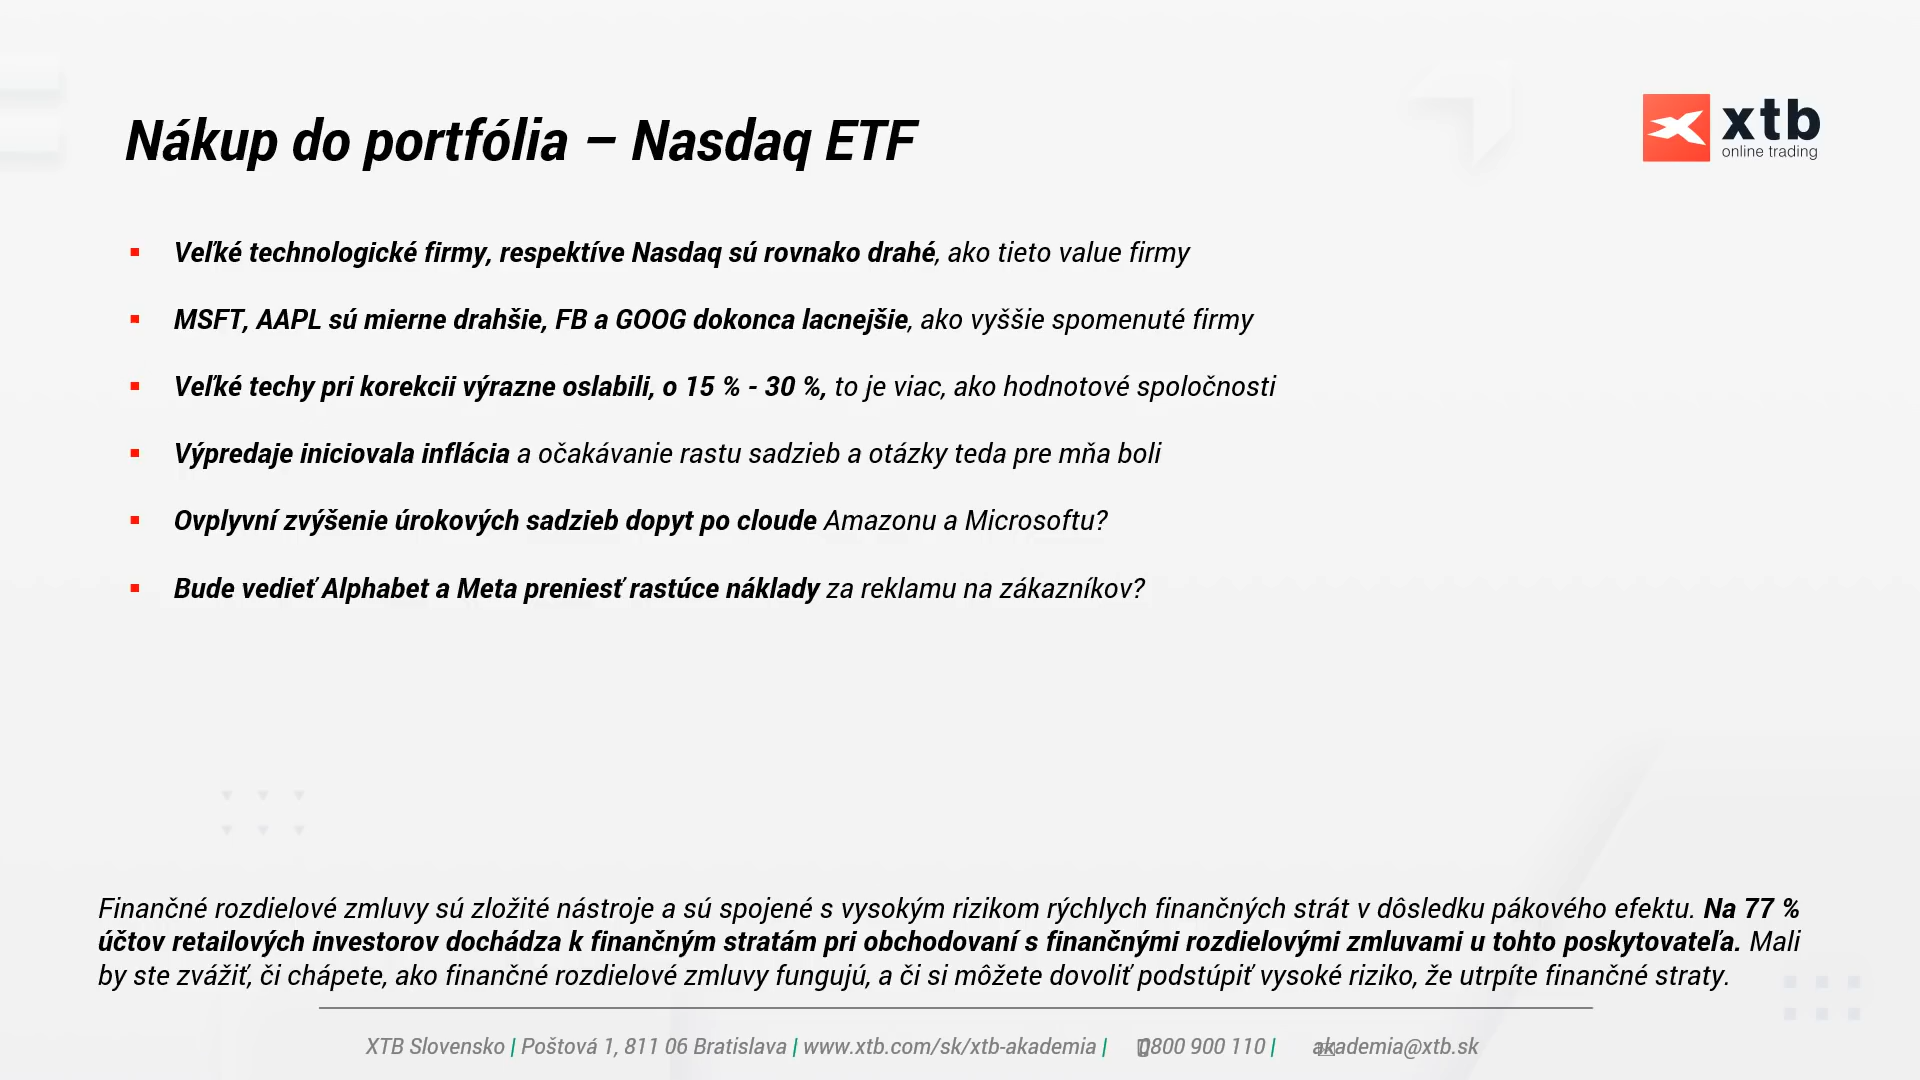 Nákup do portfólia – Nasdaq ETF
xtb
online trading
Veľké technologické firmy, respektíve Nasdaq sú rovnako drahé, ako tieto value firmy
MSFT, AAPL sú mierne drahšie, FB a GOOG dokonca lacnejšie, ako vyššie spomenuté firmy
Veľké techy pri korekcii výrazne oslabili, o 15 % - 30 %, to je viac, ako hodnotové spoločnosti
Výpredaje iniciovala inflácia a očakávanie rastu sadzieb a otázky teda pre mňa boli
Ovplyvní zvýšenie úrokových sadzieb dopyt po cloude Amazonu a Microsoftu?
Bude vedieť Alphabet a Meta preniesť rastúce náklady za reklamu na zákazníkov?
Finančné rozdielové zmluvy sú zložité nástroje a sú spojené s vysokým rizikom rýchlych finančných strát v dôsledku pákového efektu. Na 77 %
účtov retailových investorov dochádza k finančným stratám pri obchodovaní s finančnými rozdielovými zmluvami u tohto poskytovateľa. Mali
by ste zvážiť, či chápete, ako finančné rozdielové zmluvy fungujú, a či si môžete dovoliť podstúpiť vysoké riziko, že utrpíte finančné straty.
XTB Slovensko | Poštová 1, 811 06 Bratislava | www.xtb.com/sk/xtb-akademia | 0800 900 110 | akademia@xtb.sk